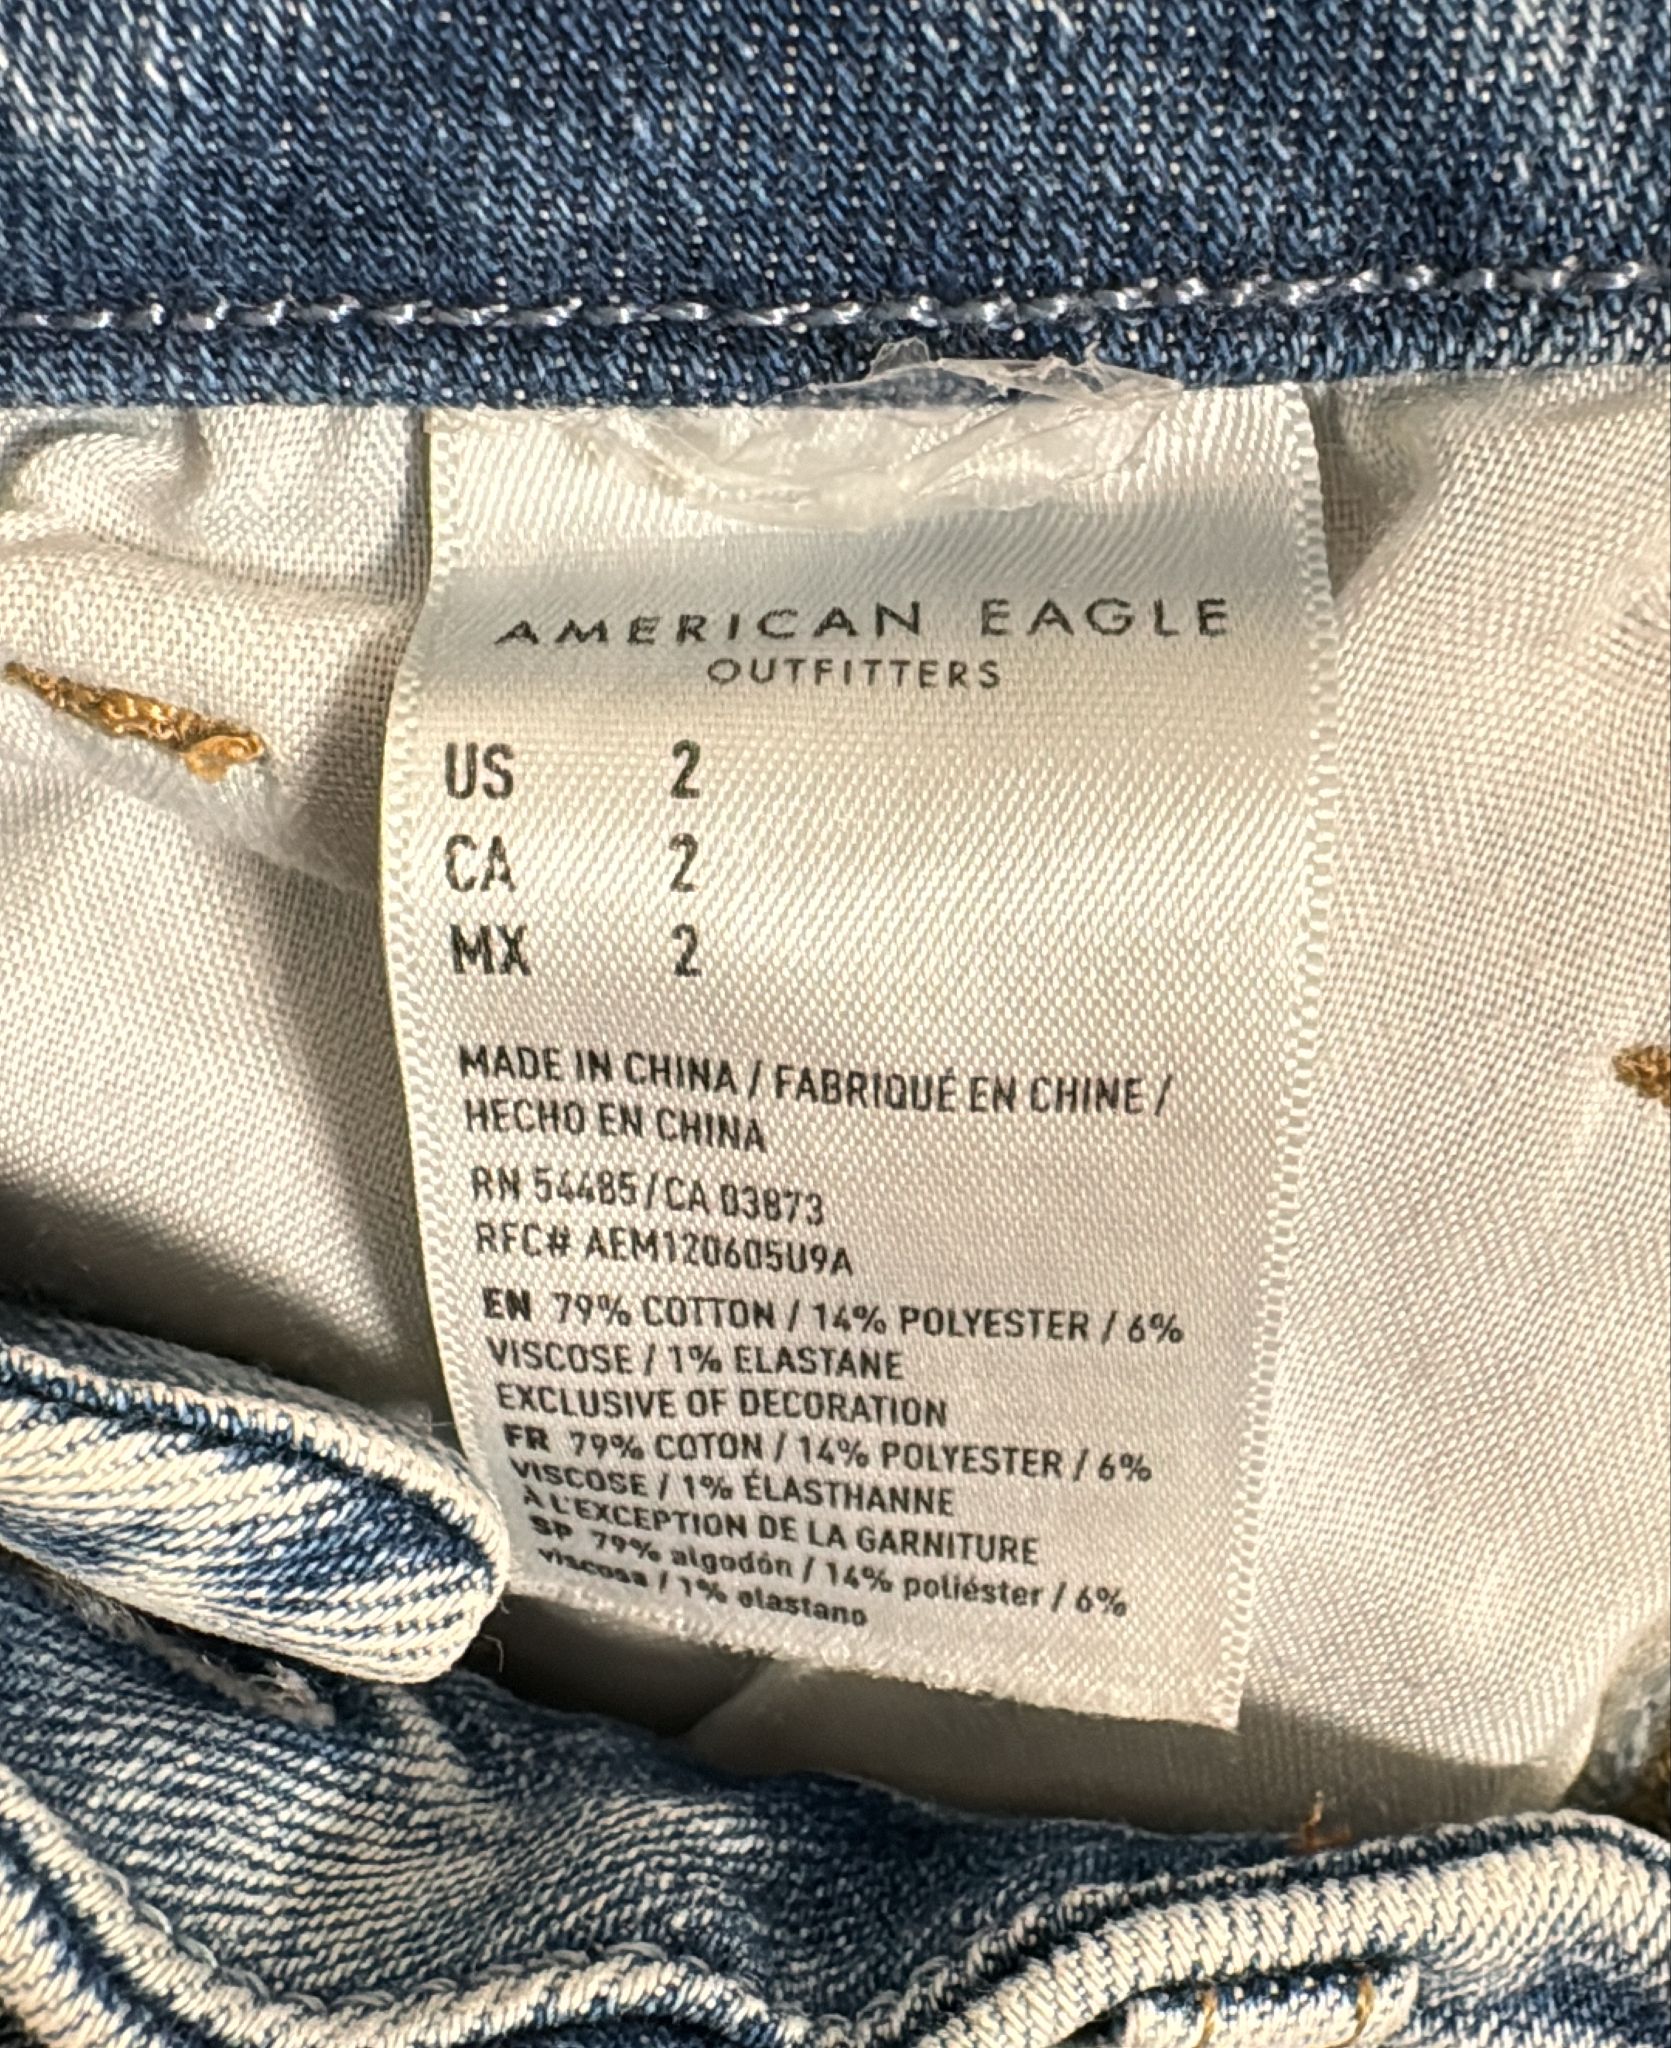 AMERICAN EAGLE
OUTFITTERS
US 2
CA 2
MX 2
MADE IN CHINA / FABRIQUÉ EN CHINE /
HECHO EN CHINA
RN 54485/CA 03873
RFC# AEM120605U9A
EN 79% COTTON / 14% POLYESTER / 6%
VISCOSE / 1% ELASTANE
EXCLUSIVE OF DECORATION
FR 79% COTON / 14% POLYESTER / 6%
VISCOSE / 1% ÉLASTHANNE
À L'EXCEPTION DE LA GARNITURE
SP 79% algodón / 14% poliéster / 6%
viscosa / 1% elastano